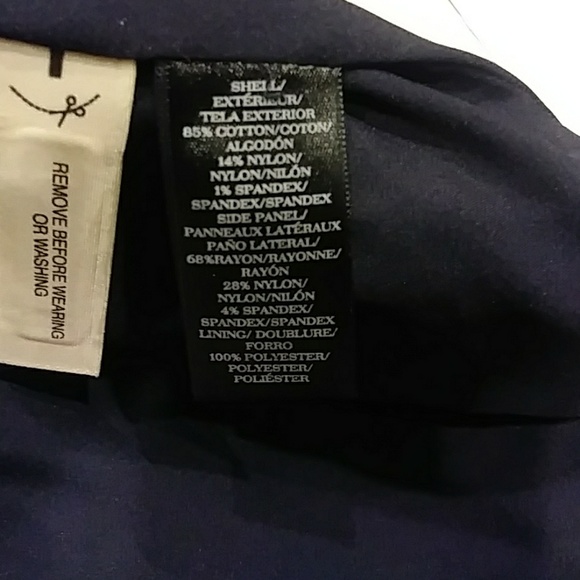 REMOVE BEFORE WEARING
OR WASHING
SHELL/
EXTÉRIEUR/
TELA EXTERIOR
85% COTTON/COTON/
ALGODÓN
14% NYLON/
NYLON/NILÓN
1% SPANDEX/
SPANDEX/SPANDEX
SIDE PANEL/
PANNEAUX LATÉRAUX
PAÑO LATERAL/
68%RAYON/RAYONNE/
RAYÓN
28% NYLON/
NYLON/NILÓN
4% SPANDEX/
SPANDEX/SPANDEX
LINING/ DOUBLURE/
FORRO
100% POLYESTER/
POLYESTER/
POLIÉSTER